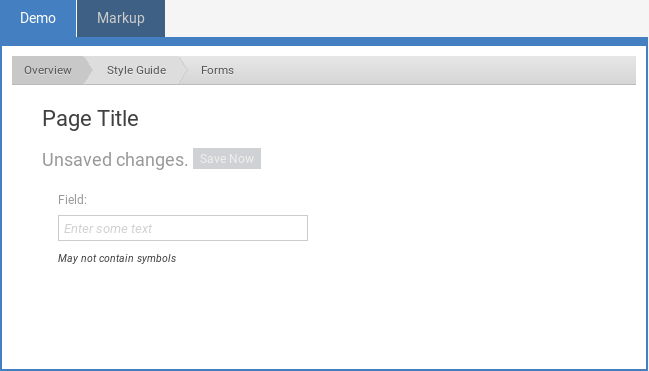 Demo Markup
Overview Style Guide Forms
Page Title
Unsaved changes. Save Now
Field:
Enter some text
May not contain symbols